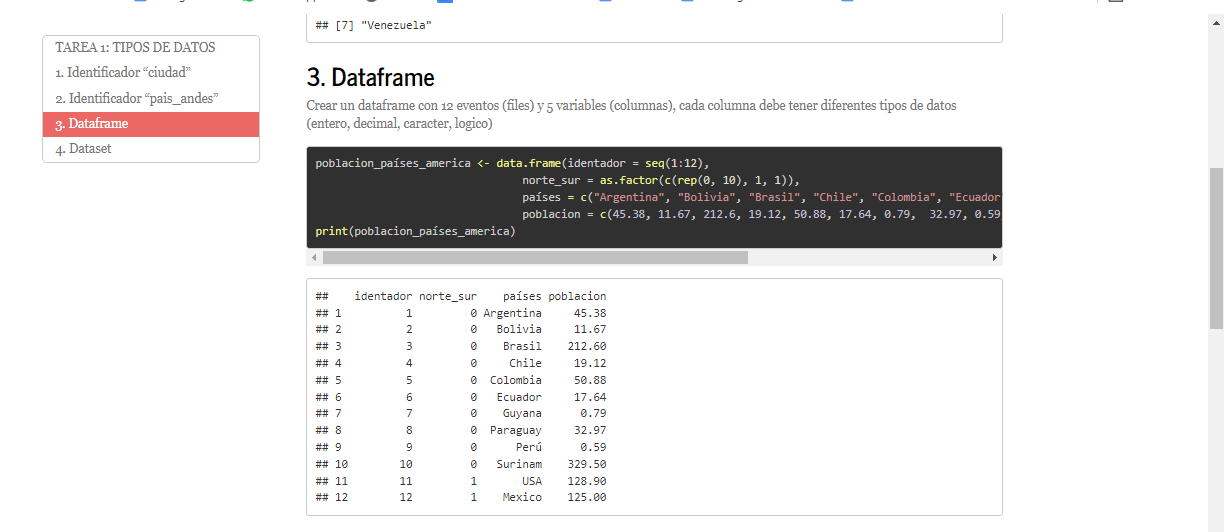 ## [7] "Venezuela"
TAREA 1: TIPOS DE DATOS
1. Identificador “ciudad”
2. Identificador “pais_andes”
3. Dataframe
4. Dataset
3. Dataframe
Crear un dataframe con 12 eventos (files) y 5 variables (columnas), cada columna debe tener diferentes tipos de datos
(entero, decimal, caracter, logico)
poblacion_países_america <- data.frame(identador = seq(1:12),
norte_sur = as.factor(c(rep(0, 10), 1, 1)),
países = c("Argentina", "Bolivia", "Brasil", "Chile", "Colombia", "Ecuador
poblacion = c(45.38, 11.67, 212.6, 19.12, 50.88, 17.64, 0.79, 32.97, 0.59
print(poblacion_países_america)
## identador norte_sur países poblacion
## 1 1 0 Argentina 45.38
## 2 2 0 Bolivia 11.67
## 3 3 0 Brasil 212.60
## 4 4 0 Chile 19.12
## 5 5 0 Colombia 50.88
## 6 6 0 Ecuador 17.64
## 7 7 0 Guyana 0.79
## 8 8 0 Paraguay 32.97
## 9 9 0 Perú 0.59
## 10 10 0 Surinam 329.50
## 11 11 1 USA 128.90
## 12 12 1 Mexico 125.00